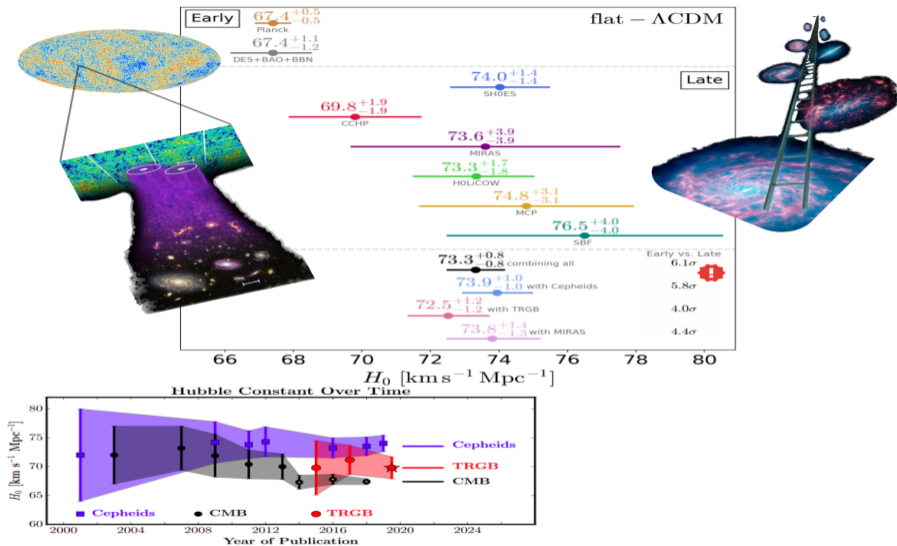 Early
flat − ΛCDM
67.4 +0.5 −0.5
Planck
67.4 +1.1 −1.2
DES+BAO+BBN
Late
74.0 +1.4 −1.4
SH0ES
69.8 +1.9 −1.9
CCHP
73.6 +3.9 −3.9
MIRAS
73.3 +1.7 −1.8
H0LiCOW
74.8 +3.1 −3.1
MCP
76.5 +4.0 −4.0
SBF
Early vs. Late
73.3 +0.8 −0.8 combining all 6.1σ
73.9 +1.0 −1.0 with Cepheids 5.8σ
72.5 +1.2 −1.2 with TRGB 4.0σ
73.8 +1.4 −1.3 with MIRAS 4.4σ
66 68 70 72 74 76 78 80
H₀ [km s⁻¹ Mpc⁻¹]
Hubble Constant Over Time
H₀ [km s⁻¹ Mpc⁻¹]
80
75
70
65
60
Cepheids
TRGB
CMB
Cepheids CMB TRGB
2000 2004 2008 2012 2016 2020 2024
Year of Publication